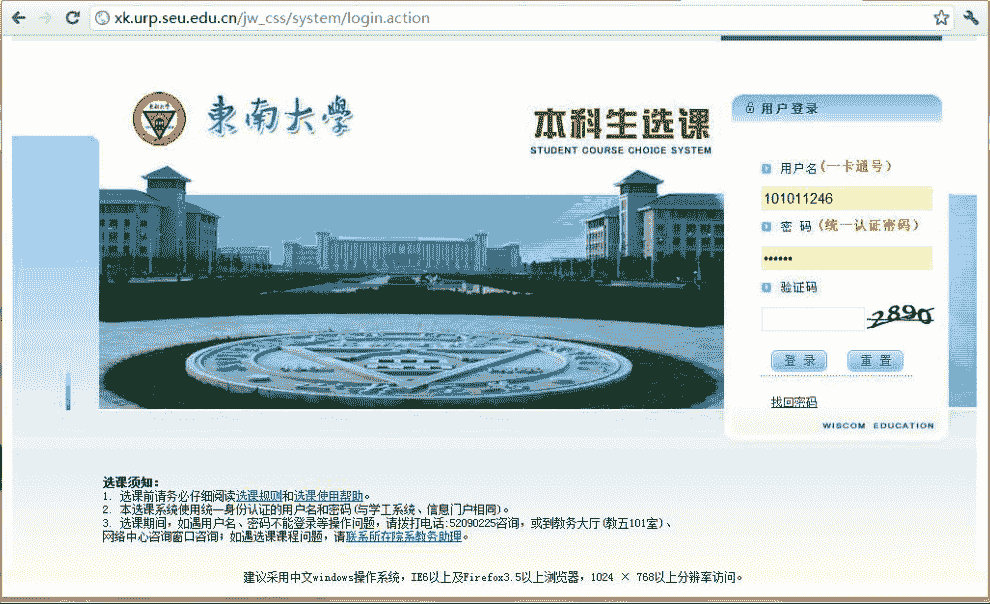 xk.urp.seu.edu.cn/jw_css/system/login.action
東南大學
本科生选课
STUDENT COURSE CHOICE SYSTEM
用户登录
用户名(一卡通号)
101011246
密 码(统一认证密码)
••••••
验证码
2890
登 录 重 置
找回密码
WISCOM EDUCATION
选课须知:
1. 选课前请务必仔细阅读选课规则和选课使用帮助。
2. 本选课系统使用统一身份认证的用户名和密码(与学工系统、信息门户相同)。
3. 选课期间,如遇用户名、密码不能登录等操作问题,请拨打电话:52090225咨询,或到教务大厅(教五101室)、
网络中心咨询窗口咨询;如遇选课课程问题,请联系所在院系教务助理。
建议采用中文windows操作系统,IE6以上及Firefox3.5以上浏览器,1024 × 768以上分辨率访问。